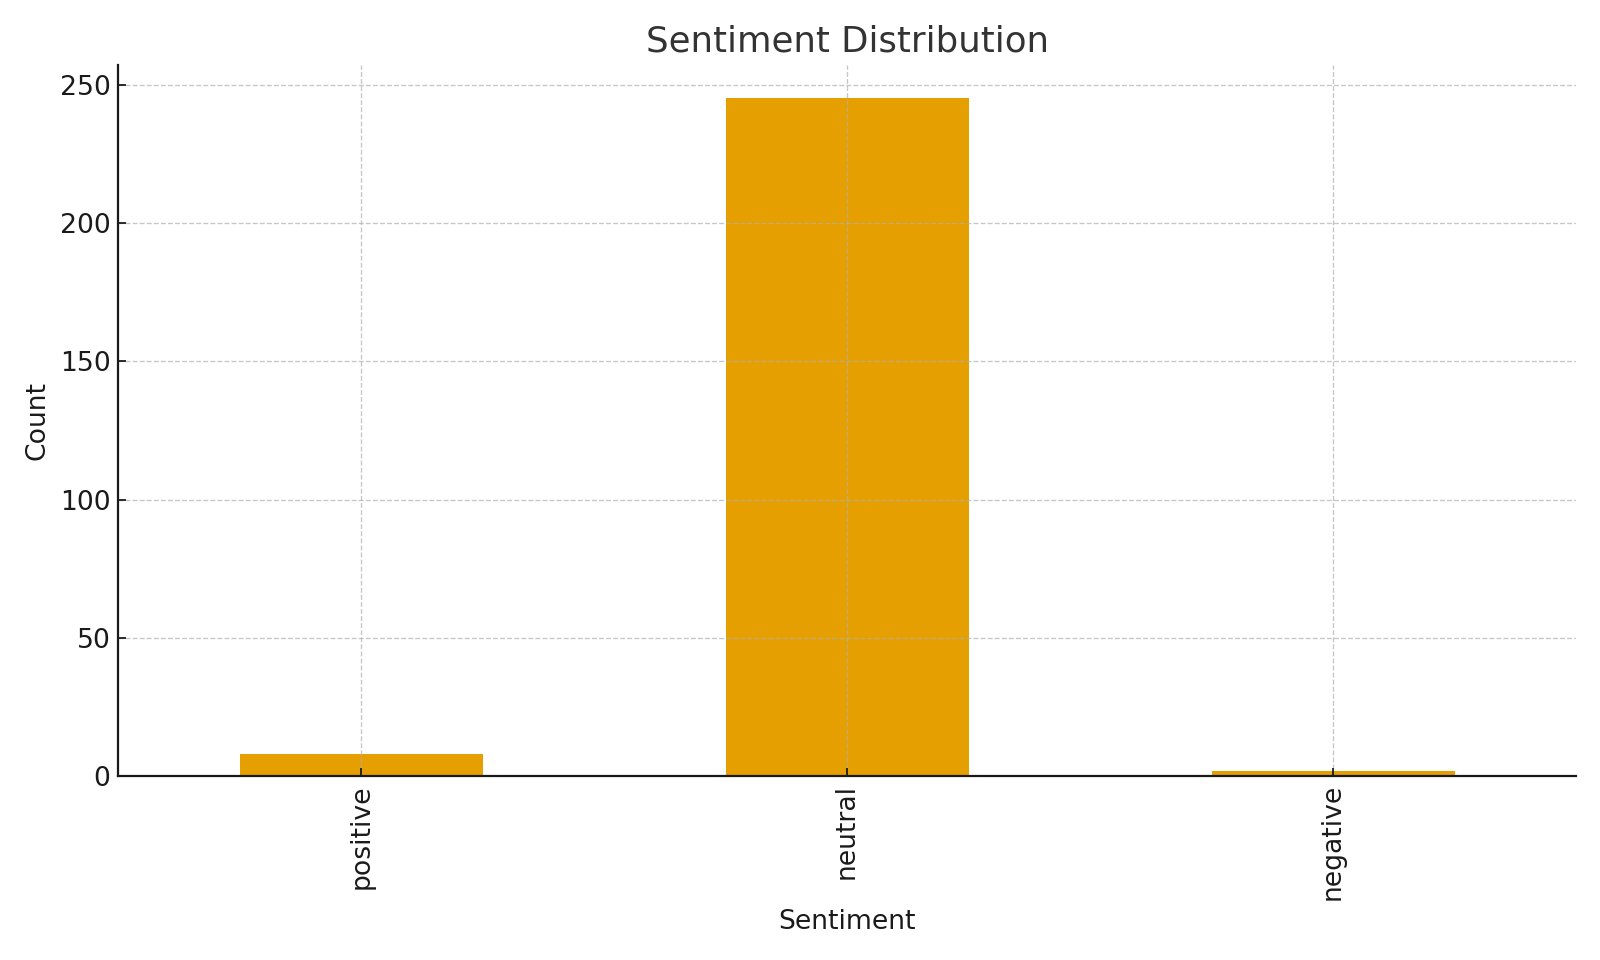 Sentiment Distribution
250
200
150
100
50
0
Count
positive
neutral
negative
Sentiment